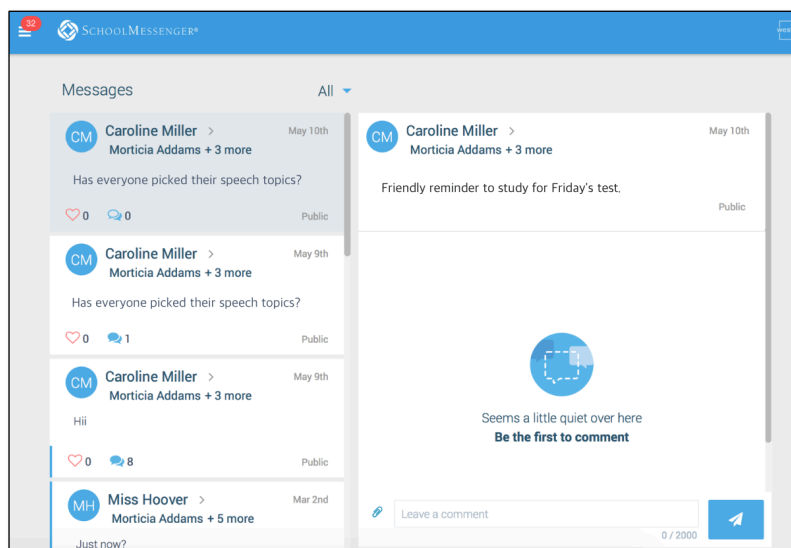 32
SCHOOLMESSENGER®
west
Messages
All
CM
Caroline Miller >
May 10th
Morticia Addams + 3 more
Has everyone picked their speech topics?
0
0
Public
CM
Caroline Miller >
May 9th
Morticia Addams + 3 more
Has everyone picked their speech topics?
0
1
Public
CM
Caroline Miller >
May 9th
Morticia Addams + 3 more
Hii
0
8
Public
MH
Miss Hoover >
Mar 2nd
Morticia Addams + 5 more
Just now?
CM
Caroline Miller >
May 10th
Morticia Addams + 3 more
Friendly reminder to study for Friday's test.
Public
Seems a little quiet over here
Be the first to comment
Leave a comment
0 / 2000